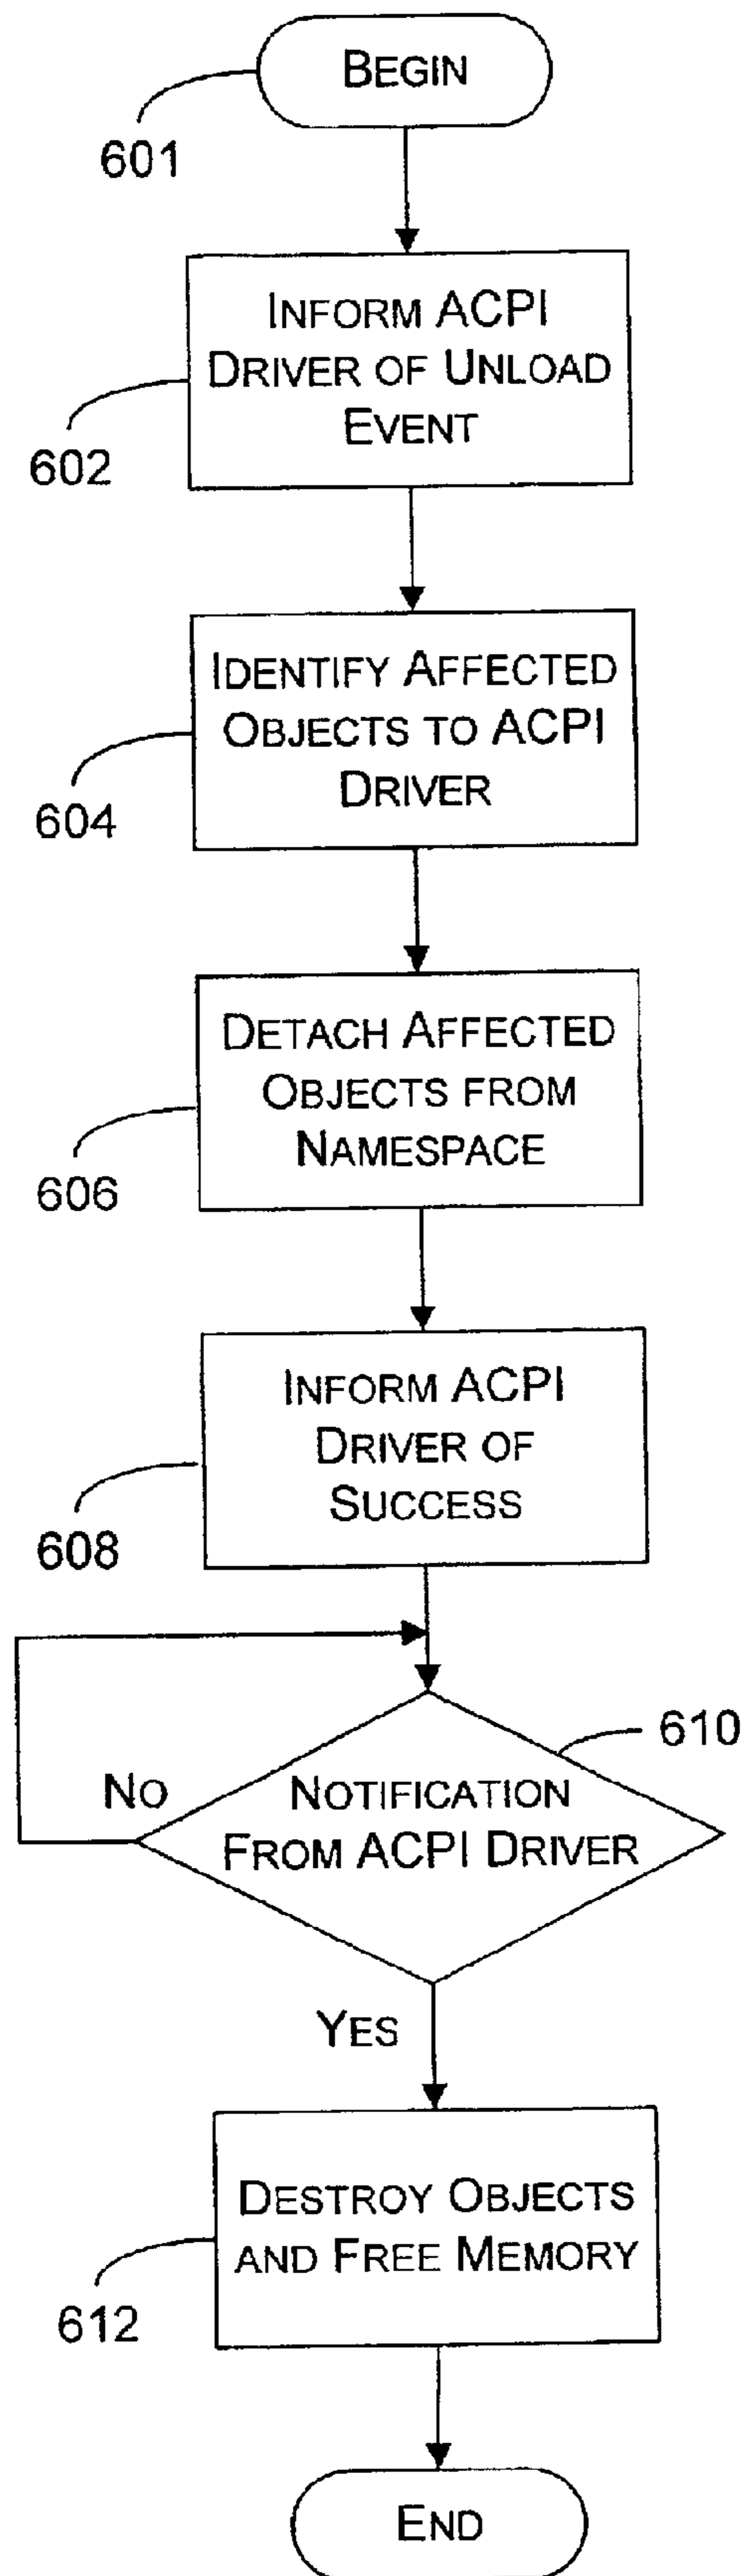 BEGIN
601
INFORM ACPI
DRIVER OF UNLOAD
EVENT
602
IDENTIFY AFFECTED
OBJECTS TO ACPI
DRIVER
604
DETACH AFFECTED
OBJECTS FROM
NAMESPACE
606
INFORM ACPI
DRIVER OF
SUCCESS
608
610
NO
NOTIFICATION
FROM ACPI DRIVER
YES
DESTROY OBJECTS
AND FREE MEMORY
612
END